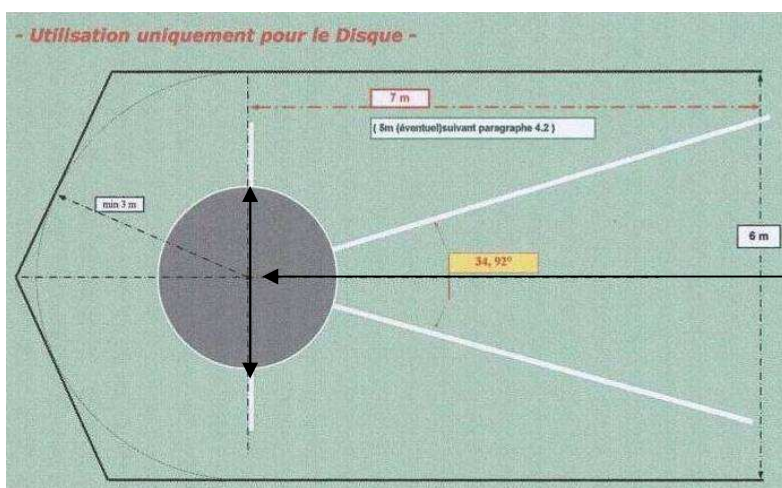 - Utilisation uniquement pour le Disque -
7 m
( 5m (éventuel)suivant paragraphe 4.2 )
min 3 m
6 m
34, 92°